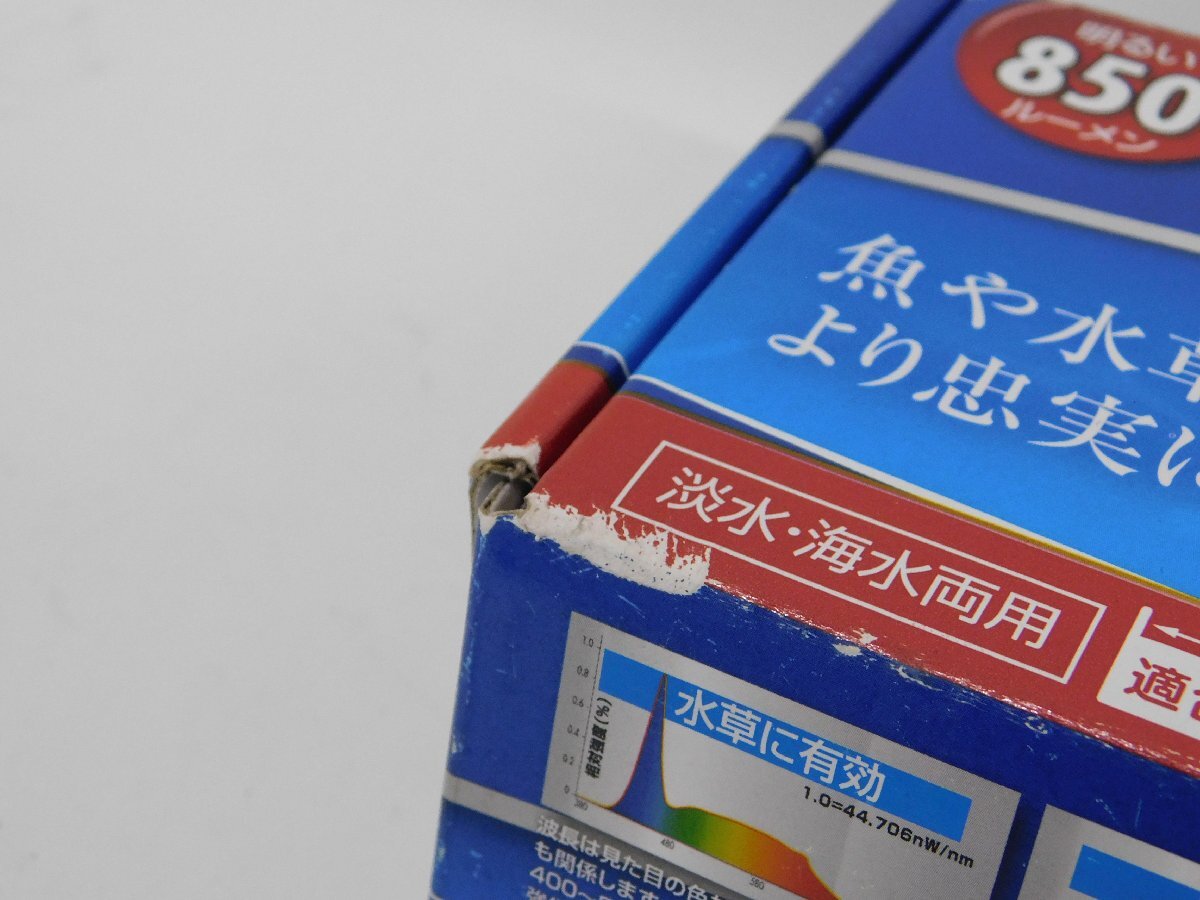 明るい
850
ルーメン
魚や水草
より忠実に
淡水・海水両用
適合
水草に有効
1.0=44.706nW/nm
相対強度(%)
1.0
0.8
0.6
0.4
0.2
0
380
480
580
波長は見た目の色
も関係します
400～